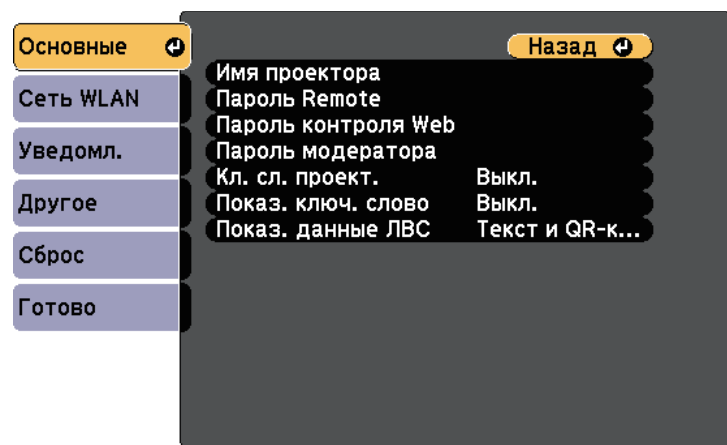 Основные
Сеть WLAN
Уведомл.
Другое
Сброс
Готово
Назад
Имя проектора
Пароль Remote
Пароль контроля Web
Пароль модератора
Кл. сл. проект. Выкл.
Показ. ключ. слово Выкл.
Показ. данные ЛВС Текст и QR-к...